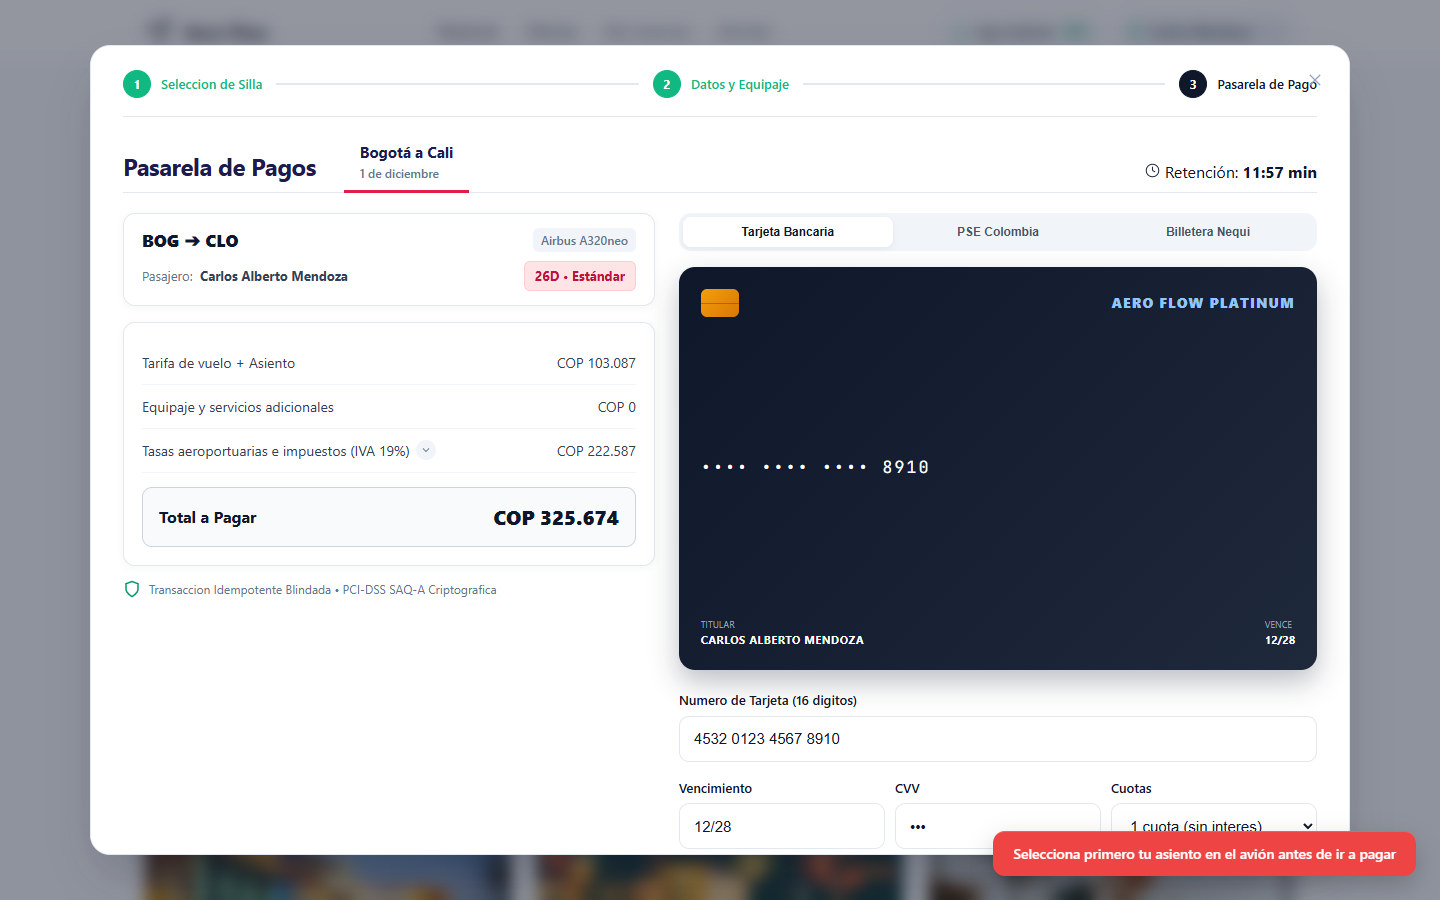 1 Seleccion de Silla
2 Datos y Equipaje
3 Pasarela de Pago
Pasarela de Pagos
Bogotá a Cali
1 de diciembre
Retención: 11:57 min
BOG ➔ CLO
Airbus A320neo
Pasajero: Carlos Alberto Mendoza
26D • Estándar
Tarifa de vuelo + Asiento COP 103.087
Equipaje y servicios adicionales COP 0
Tasas aeroportuarias e impuestos (IVA 19%) COP 222.587
Total a Pagar COP 325.674
Transaccion Idempotente Blindada • PCI-DSS SAQ-A Criptografica
Tarjeta Bancaria
PSE Colombia
Billetera Nequi
AERO FLOW PLATINUM
•••• •••• •••• 8910
TITULAR
CARLOS ALBERTO MENDOZA
VENCE
12/28
Numero de Tarjeta (16 digitos)
4532 0123 4567 8910
Vencimiento
12/28
CVV
•••
Cuotas
1 cuota (sin interes)
Selecciona primero tu asiento en el avión antes de ir a pagar